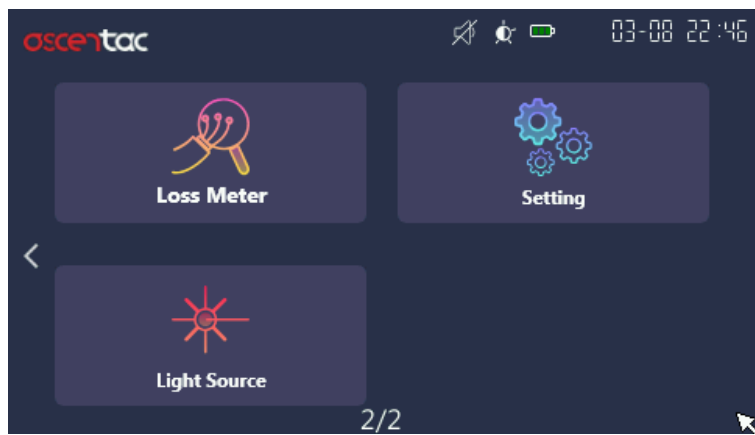 ascentac
03-08 22:46
Loss Meter
Setting
Light Source
2/2